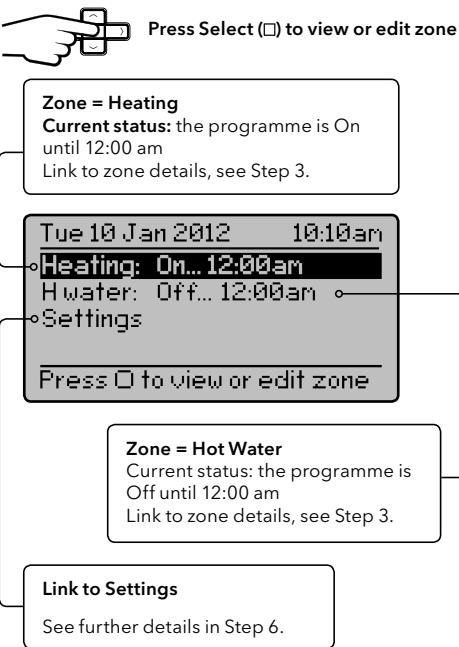 Press Select (□) to view or edit zone
Zone = Heating
Current status: the programme is On
until 12:00 am
Link to zone details, see Step 3.
Tue 10 Jan 2012 10:10am
Heating: On... 12:00am
H water: Off... 12:00am
Settings
Press □ to view or edit zone
Zone = Hot Water
Current status: the programme is
Off until 12:00 am
Link to zone details, see Step 3.
Link to Settings
See further details in Step 6.